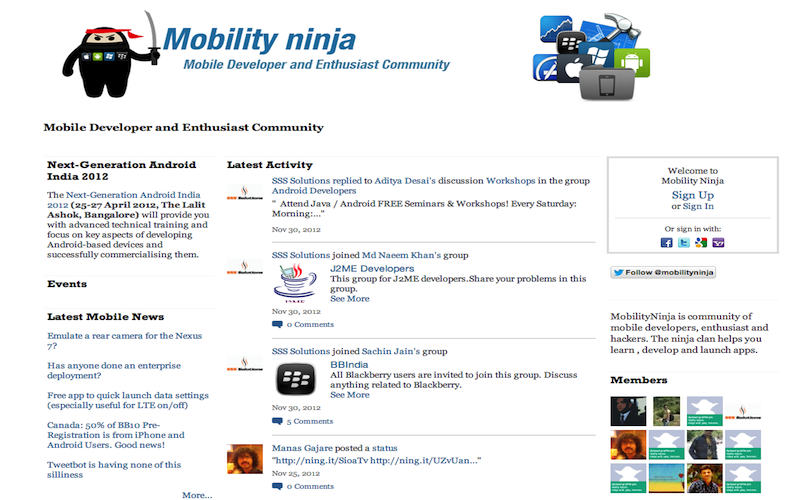 Mobility ninja
Mobile Developer and Enthusiast Community
Mobile Developer and Enthusiast Community
Next-Generation Android
India 2012
The Next-Generation Android India
2012 (25-27 April 2012, The Lalit
Ashok, Bangalore) will provide you
with advanced technical training and
focus on key aspects of developing
Android-based devices and
successfully commercialising them.
Events
Latest Mobile News
Emulate a rear camera for the Nexus
7?
Has anyone done an enterprise
deployment?
Free app to quick launch data settings
(especially useful for LTE on/off)
Canada: 50% of BB10 Pre-
Registration is from iPhone and
Android Users. Good news!
Tweetbot is having none of this
silliness
More...
Latest Activity
SSS Solutions replied to Aditya Desai's discussion Workshops in the group
Android Developers
“ Attend Java / Android FREE Seminars & Workshops! Every Saturday:
Morning:...”
Nov 30, 2012
SSS Solutions joined Md Naeem Khan's group
J2ME Developers
This group for J2ME developers.Share your problems in this
group.
See More
Nov 30, 2012
0 Comments
SSS Solutions joined Sachin Jain's group
BBIndia
All Blackberry users are invited to join this group. Discuss
anything related to Blackberry.
See More
Nov 30, 2012
5 Comments
Manas Gajare posted a status
"http://ning.it/SioaTv http://ning.it/UZvUan..."
Nov 25, 2012
0 Comments
Welcome to
Mobility Ninja
Sign Up
or Sign In
Or sign in with:
Follow @mobilityninja
MobilityNinja is community of
mobile developers, enthusiast and
hackers. The ninja clan helps you
learn , develop and launch apps.
Members